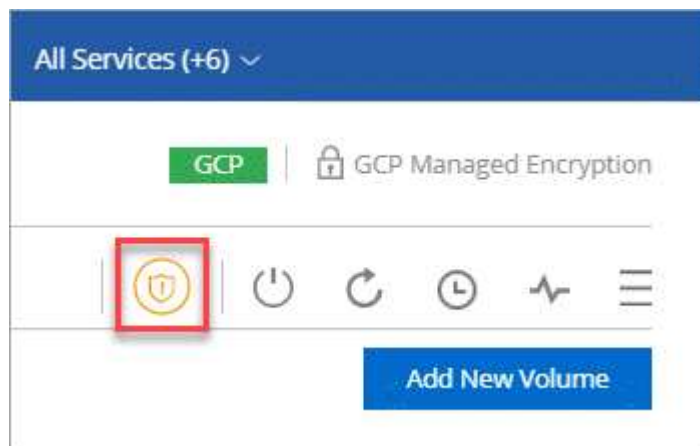 All Services (+6)
GCP
GCP Managed Encryption
Add New Volume